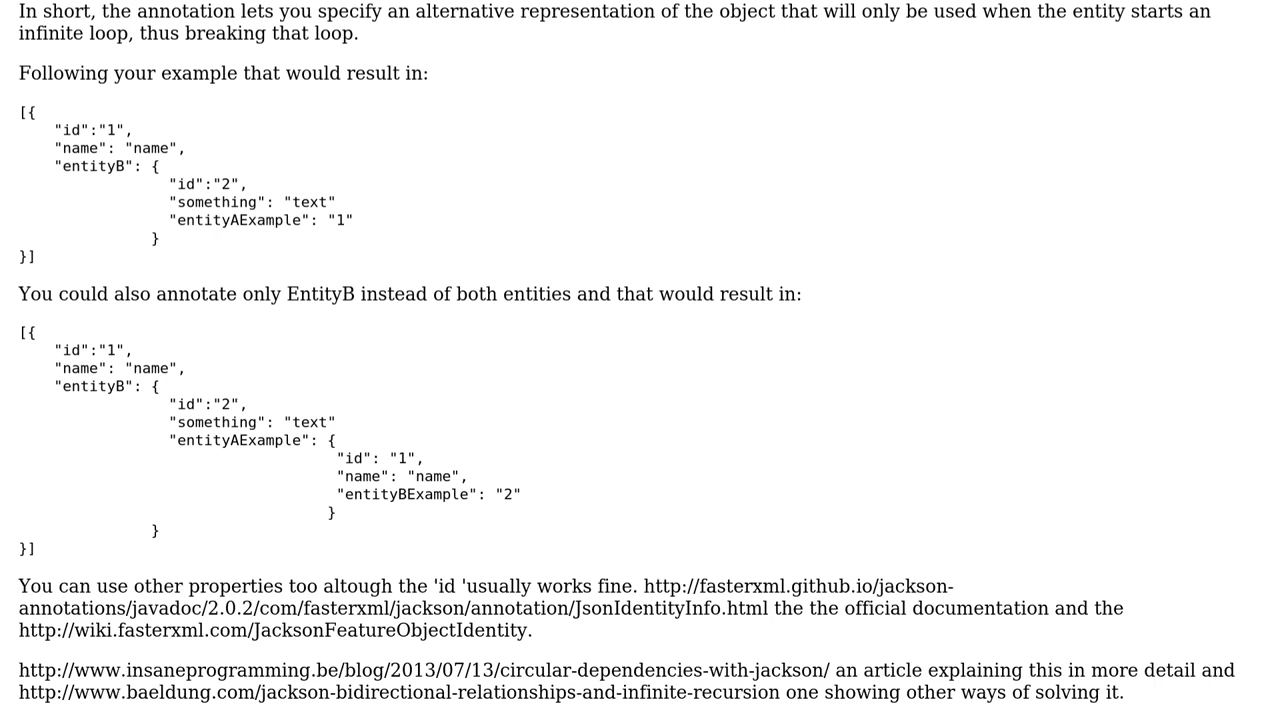 In short, the annotation lets you specify an alternative representation of the object that will only be used when the entity starts an
infinite loop, thus breaking that loop.
Following your example that would result in:
[{
    "id":"1",
    "name": "name",
    "entityB": {
                 "id":"2",
                 "something": "text"
                 "entityAExample": "1"
               }
}]
You could also annotate only EntityB instead of both entities and that would result in:
[{
    "id":"1",
    "name": "name",
    "entityB": {
                 "id":"2",
                 "something": "text"
                 "entityAExample": {
                                    "id": "1",
                                    "name": "name",
                                    "entityBExample": "2"
                                   }
               }
}]
You can use other properties too altough the 'id 'usually works fine. http://fasterxml.github.io/jackson-
annotations/javadoc/2.0.2/com/fasterxml/jackson/annotation/JsonIdentityInfo.html the the official documentation and the
http://wiki.fasterxml.com/JacksonFeatureObjectIdentity.
http://www.insaneprogramming.be/blog/2013/07/13/circular-dependencies-with-jackson/ an article explaining this in more detail and
http://www.baeldung.com/jackson-bidirectional-relationships-and-infinite-recursion one showing other ways of solving it.